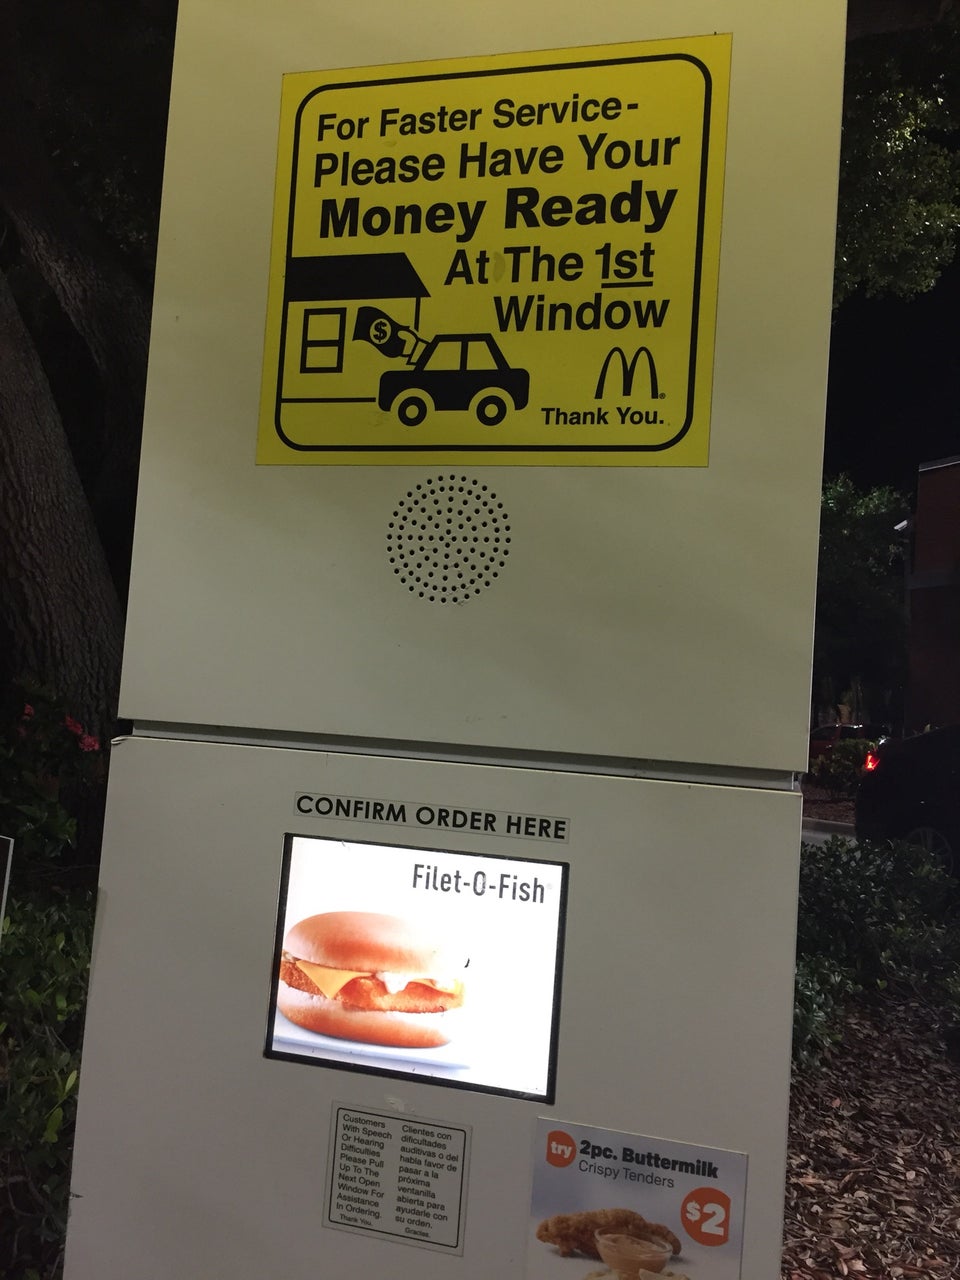 For Faster Service-
Please Have Your
Money Ready
At The 1st
Window
$
M
Thank You.
CONFIRM ORDER HERE
Filet-O-Fish
Customers
With Speech
Or Hearing
Difficulties
Please Pull
Up To The
Next Open
Window For
Assistance
In Ordering.
Thank You.
Clientes con
dificultades
auditivas o del
habla favor de
pasar a la
próxima
ventanilla
abierta para
ayudarle con
su orden.
Gracias.
try
2pc. Buttermilk
Crispy Tenders
$2